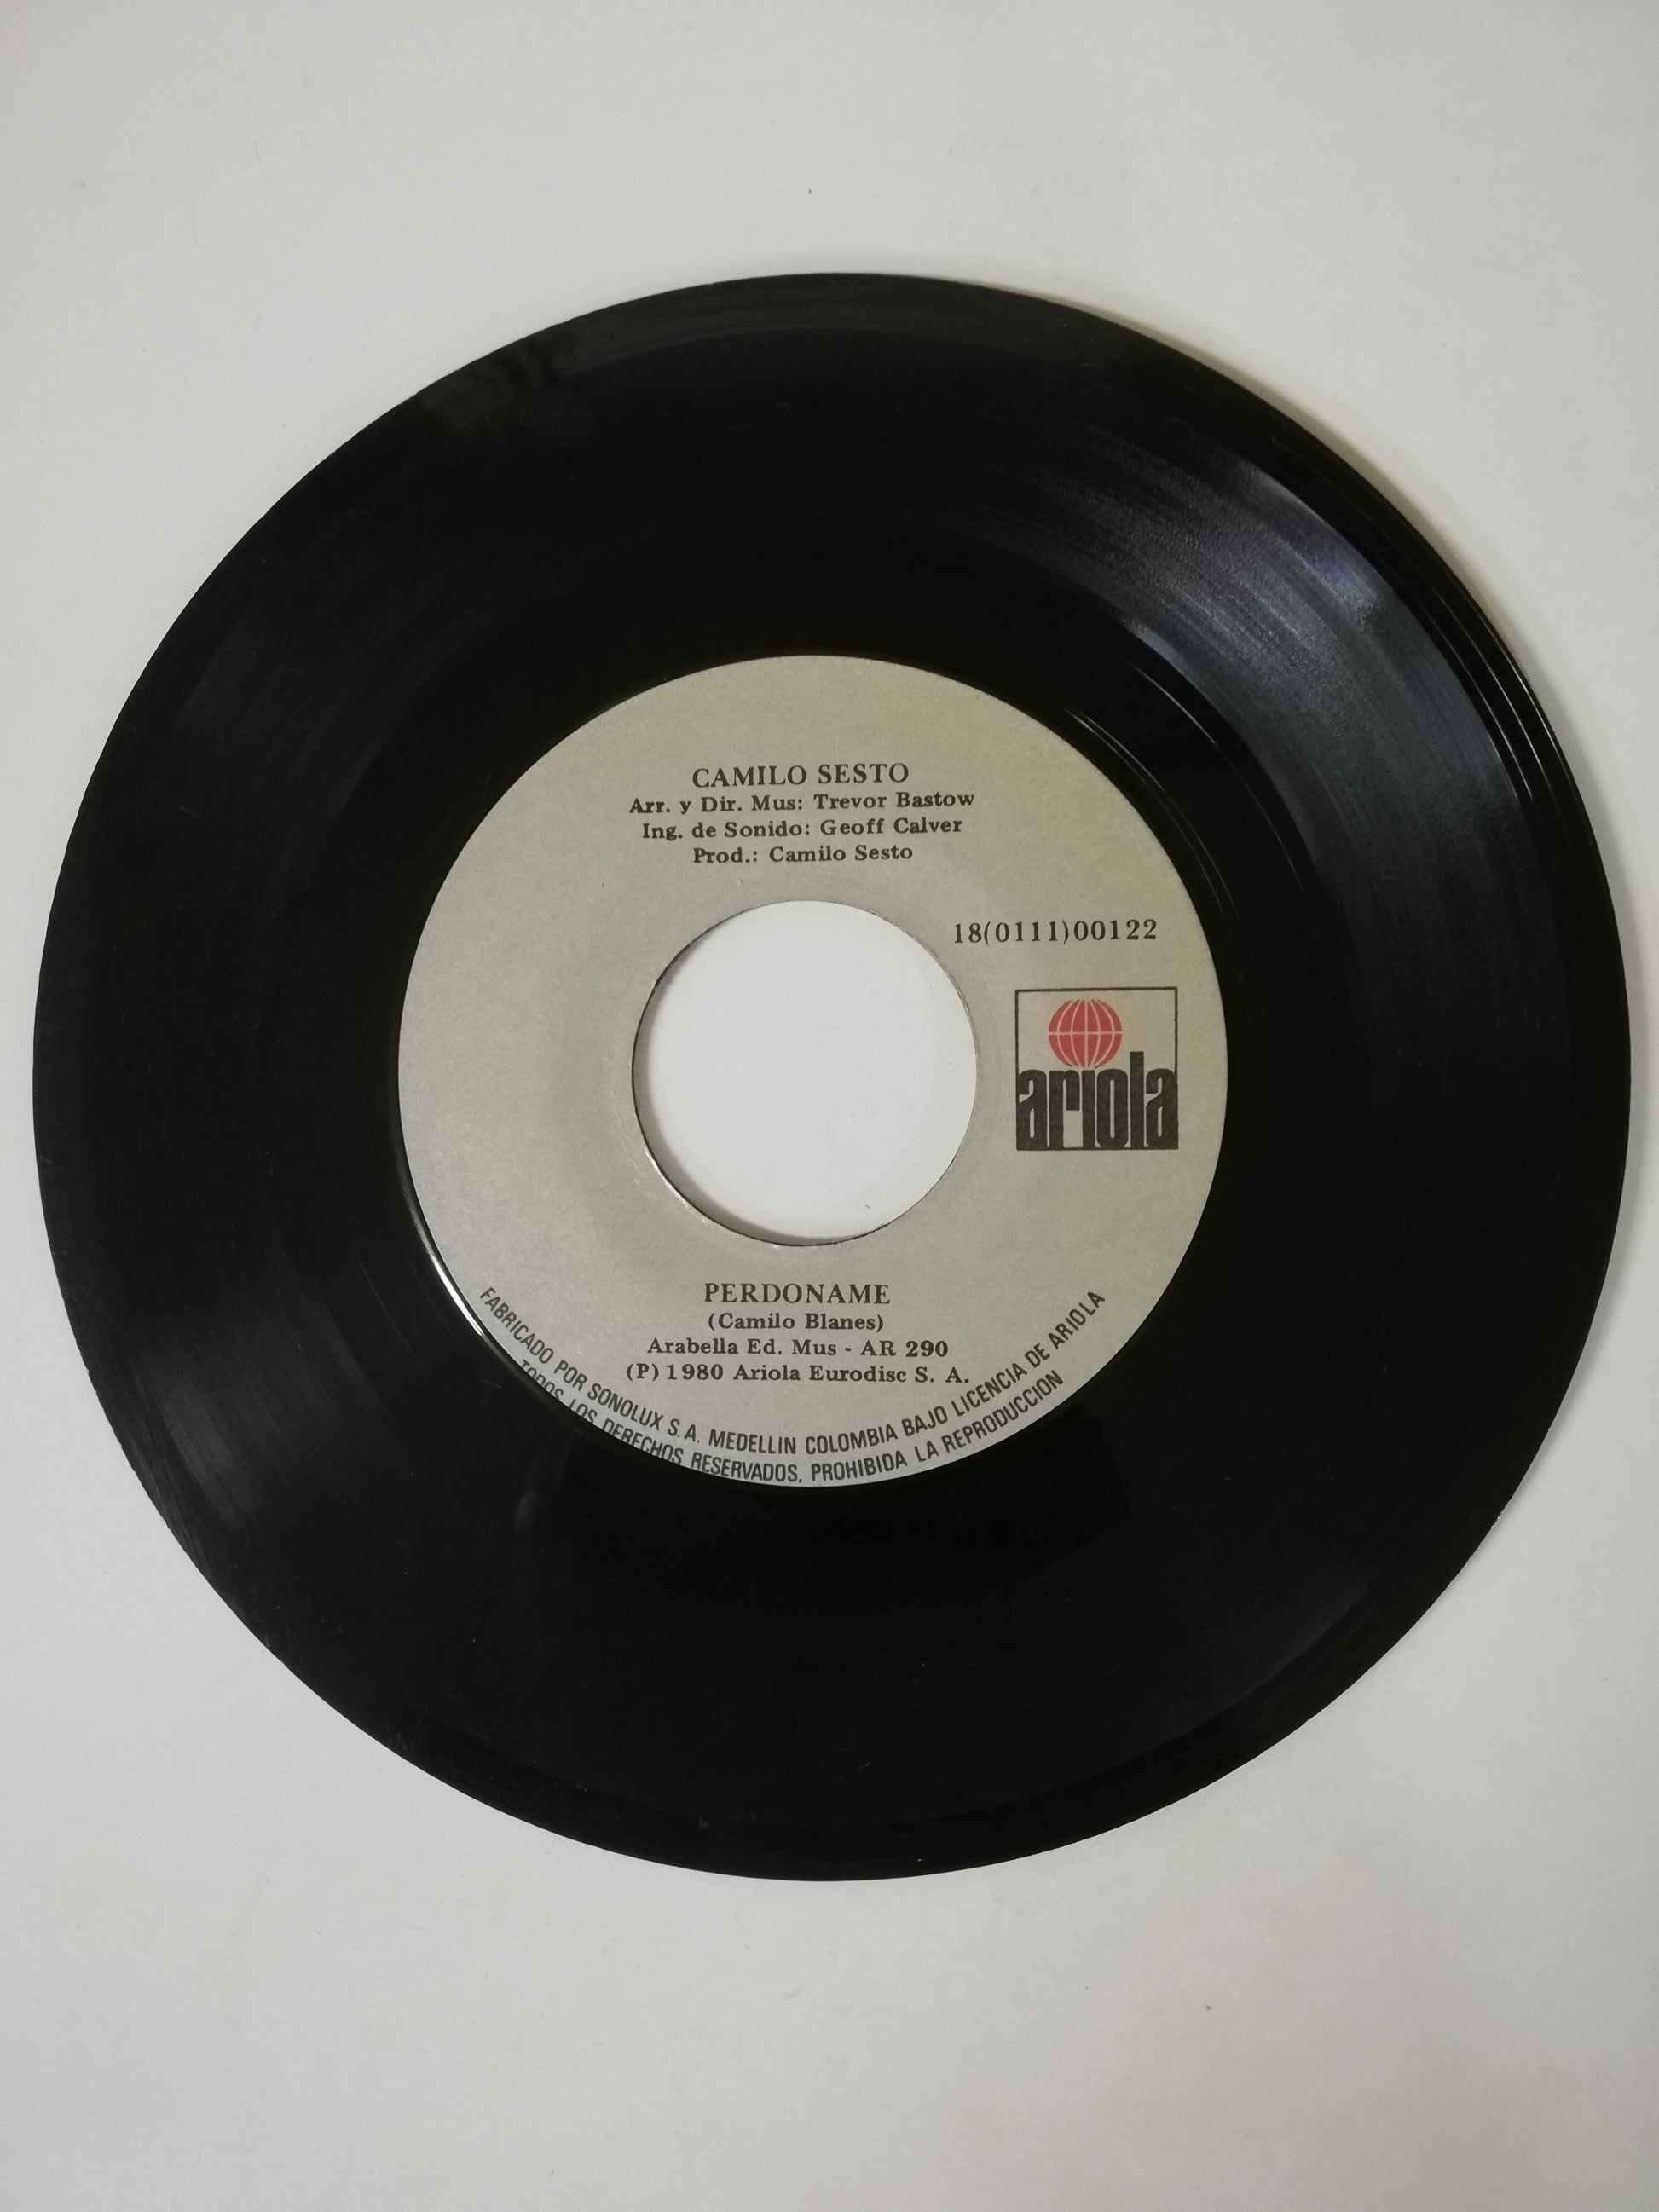 CAMILO SESTO
Arr. y Dir. Mus: Trevor Bastow
Ing. de Sonido: Geoff Calver
Prod.: Camilo Sesto
18(0111)00122
ariola
PERDONAME
(Camilo Blanes)
Arabella Ed. Mus - AR 290
(P) 1980 Ariola Eurodisc S. A.
FABRICADO POR SONOLUX S.A. MEDELLIN COLOMBIA BAJO LICENCIA DE ARIOLA
TODOS LOS DERECHOS RESERVADOS, PROHIBIDA LA REPRODUCCION